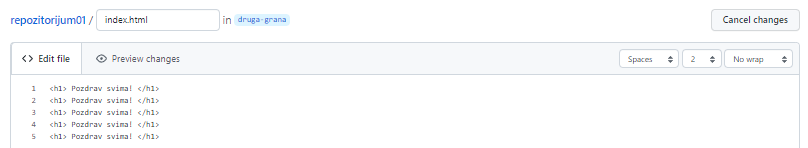 repozitorijum01 / index.html in druga-grana Cancel changes
Edit file Preview changes Spaces 2 No wrap
1 <h1> Pozdrav svima! </h1>
2 <h1> Pozdrav svima! </h1>
3 <h1> Pozdrav svima! </h1>
4 <h1> Pozdrav svima! </h1>
5 <h1> Pozdrav svima! </h1>